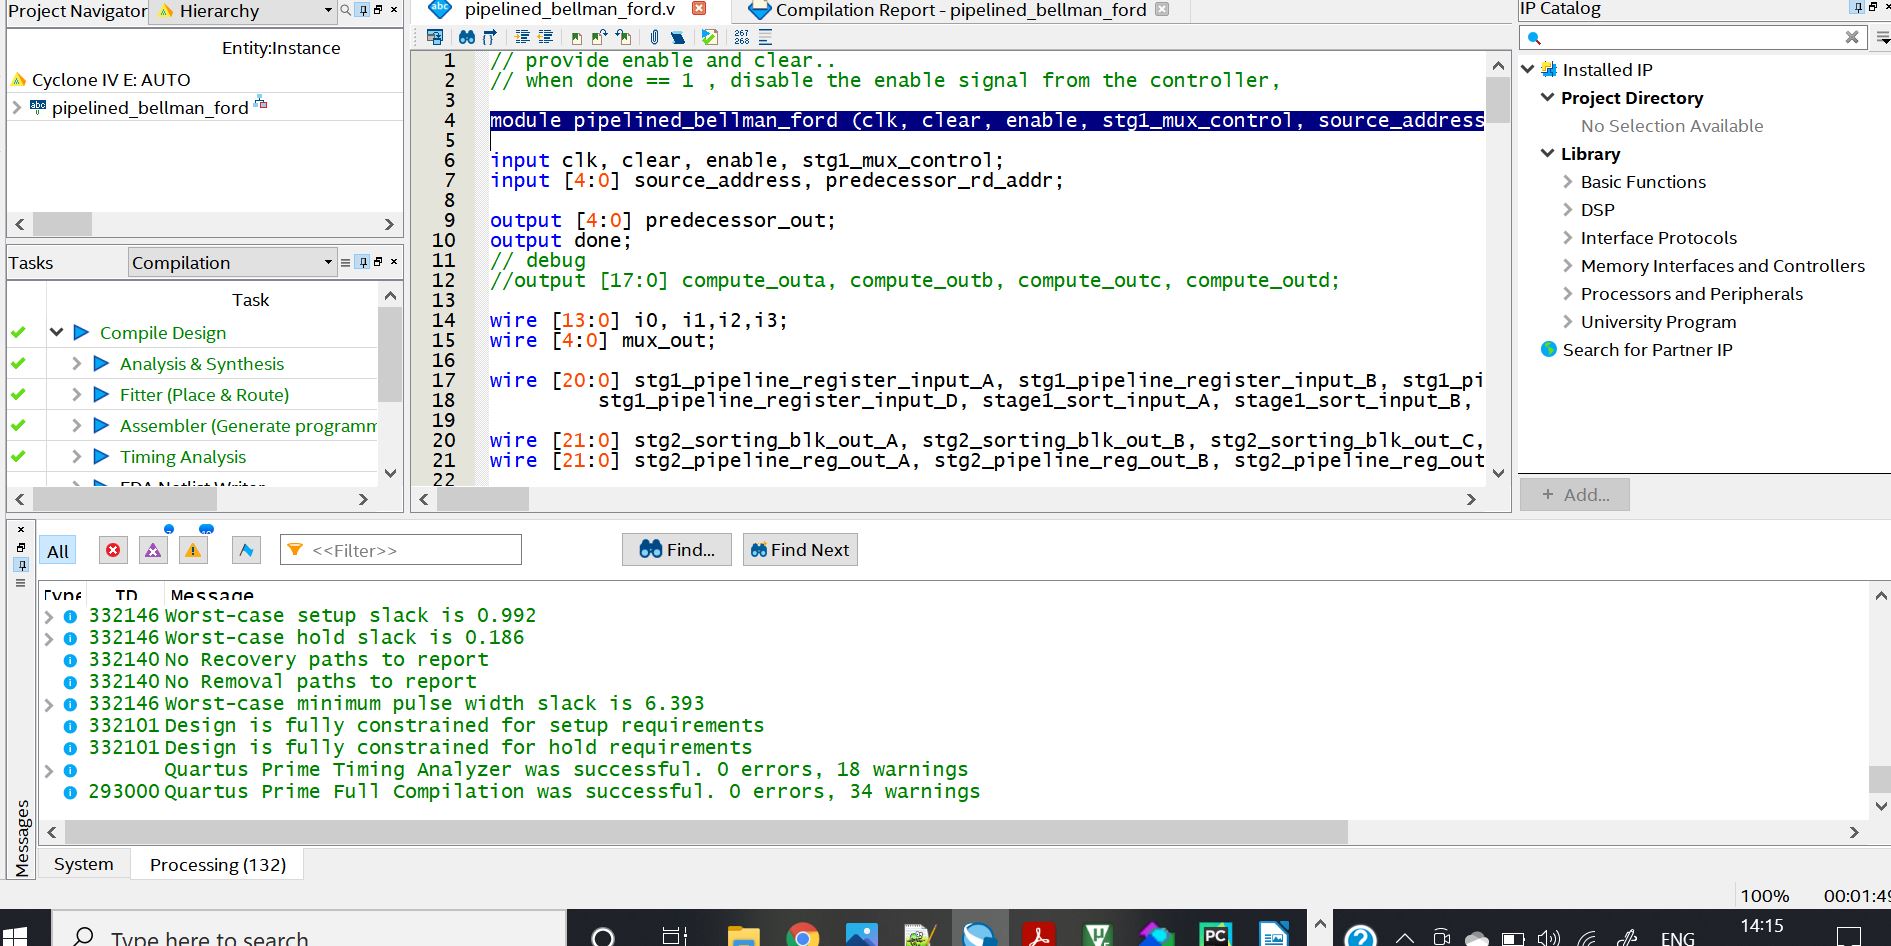 Project Navigator
Hierarchy
Entity:Instance
Cyclone IV E: AUTO
abc pipelined_bellman_ford
Tasks
Compilation
Task
Compile Design
Analysis & Synthesis
Fitter (Place & Route)
Assembler (Generate programm
Timing Analysis
EDA Netlist Writer
abc pipelined_bellman_ford.v
Compilation Report - pipelined_bellman_ford
267
268
1 // provide enable and clear..
2 // when done == 1 , disable the enable signal from the controller,
3
4 module pipelined_bellman_ford (clk, clear, enable, stg1_mux_control, source_address
5
6 input clk, clear, enable, stg1_mux_control;
7 input [4:0] source_address, predecessor_rd_addr;
8
9 output [4:0] predecessor_out;
10 output done;
11 // debug
12 //output [17:0] compute_outa, compute_outb, compute_outc, compute_outd;
13
14 wire [13:0] i0, i1,i2,i3;
15 wire [4:0] mux_out;
16
17 wire [20:0] stg1_pipeline_register_input_A, stg1_pipeline_register_input_B, stg1_pi
18 stg1_pipeline_register_input_D, stage1_sort_input_A, stage1_sort_input_B,
19
20 wire [21:0] stg2_sorting_blk_out_A, stg2_sorting_blk_out_B, stg2_sorting_blk_out_C,
21 wire [21:0] stg2_pipeline_reg_out_A, stg2_pipeline_reg_out_B, stg2_pipeline_reg_out
22
IP Catalog
Installed IP
Project Directory
No Selection Available
Library
Basic Functions
DSP
Interface Protocols
Memory Interfaces and Controllers
Processors and Peripherals
University Program
Search for Partner IP
+ Add...
All
<<Filter>>
Find...
Find Next
Type ID Message
332146 Worst-case setup slack is 0.992
332146 Worst-case hold slack is 0.186
332140 No Recovery paths to report
332140 No Removal paths to report
332146 Worst-case minimum pulse width slack is 6.393
332101 Design is fully constrained for setup requirements
332101 Design is fully constrained for hold requirements
Quartus Prime Timing Analyzer was successful. 0 errors, 18 warnings
293000 Quartus Prime Full Compilation was successful. 0 errors, 34 warnings
Messages
System
Processing (132)
100%
00:01:49
Type here to search
PC
ENG
14:15